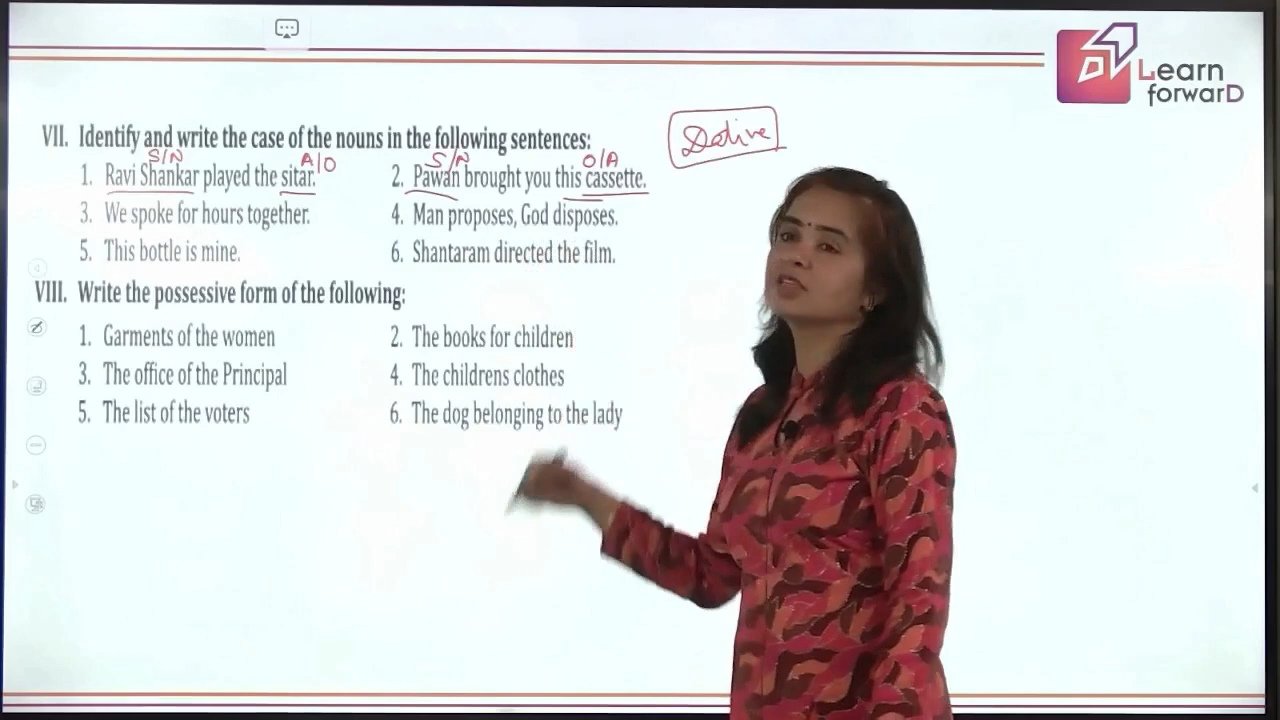 Learn
forwarD
Dative
VII. Identify and write the case of the nouns in the following sentences:
S/N A/O S/N O/A
1. Ravi Shankar played the sitar. 2. Pawan brought you this cassette.
3. We spoke for hours together. 4. Man proposes, God disposes.
5. This bottle is mine. 6. Shantaram directed the film.
VIII. Write the possessive form of the following:
1. Garments of the women 2. The books for children
3. The office of the Principal 4. The childrens clothes
5. The list of the voters 6. The dog belonging to the lady